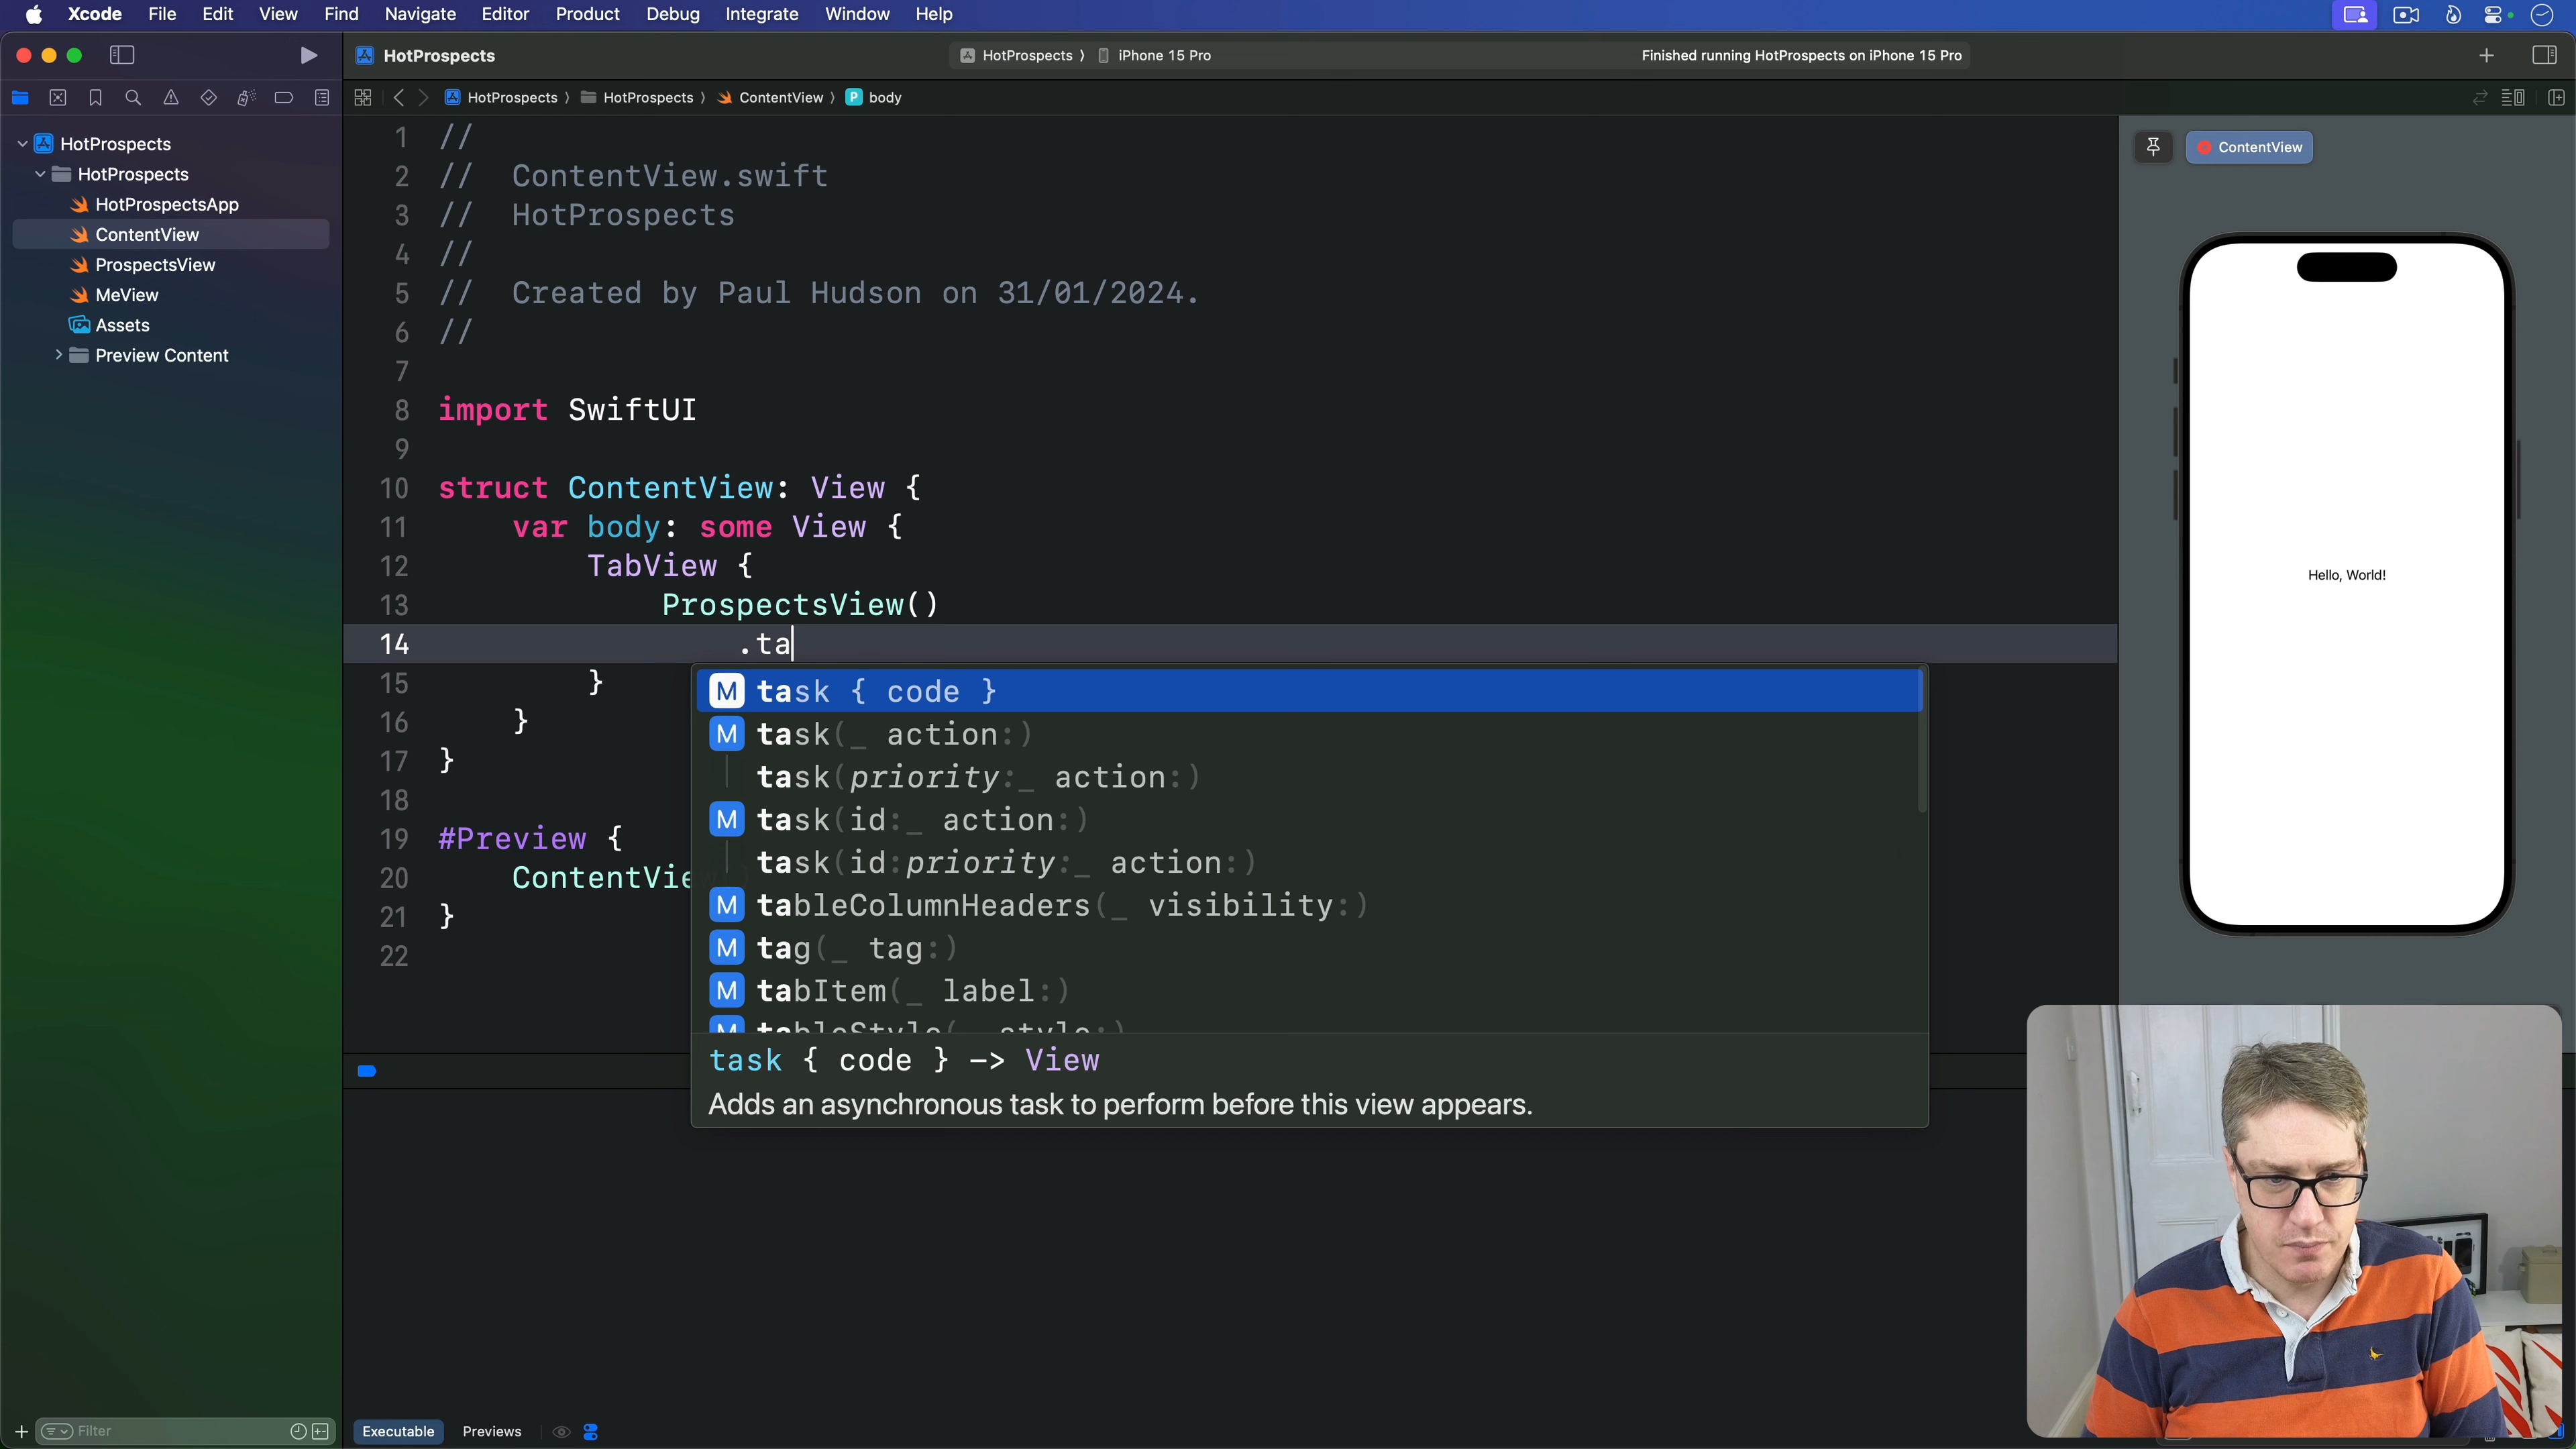 Xcode File Edit View Find Navigate Editor Product Debug Integrate Window Help
HotProspects
HotProspects ⟩ iPhone 15 Pro
Finished running HotProspects on iPhone 15 Pro
HotProspects ⟩ HotProspects ⟩ ContentView ⟩ P body
HotProspects
HotProspects
HotProspectsApp
ContentView
ProspectsView
MeView
Assets
Preview Content
1 //
2 //  ContentView.swift
3 //  HotProspects
4 //
5 //  Created by Paul Hudson on 31/01/2024.
6 //
7
8 import SwiftUI
9
10 struct ContentView: View {
11     var body: some View {
12         TabView {
13             ProspectsView()
14                 .ta
15         }
16     }
17 }
18
19 #Preview {
20     ContentVie
21 }
22
M task { code }
M task(_ action:)
task(priority:_ action:)
M task(id:_ action:)
task(id:priority:_ action:)
M tableColumnHeaders(_ visibility:)
M tag(_ tag:)
M tabItem(_ label:)
M tableStyle(_ style:)
task { code } -> View
Adds an asynchronous task to perform before this view appears.
ContentView
Hello, World!
Filter
Executable Previews